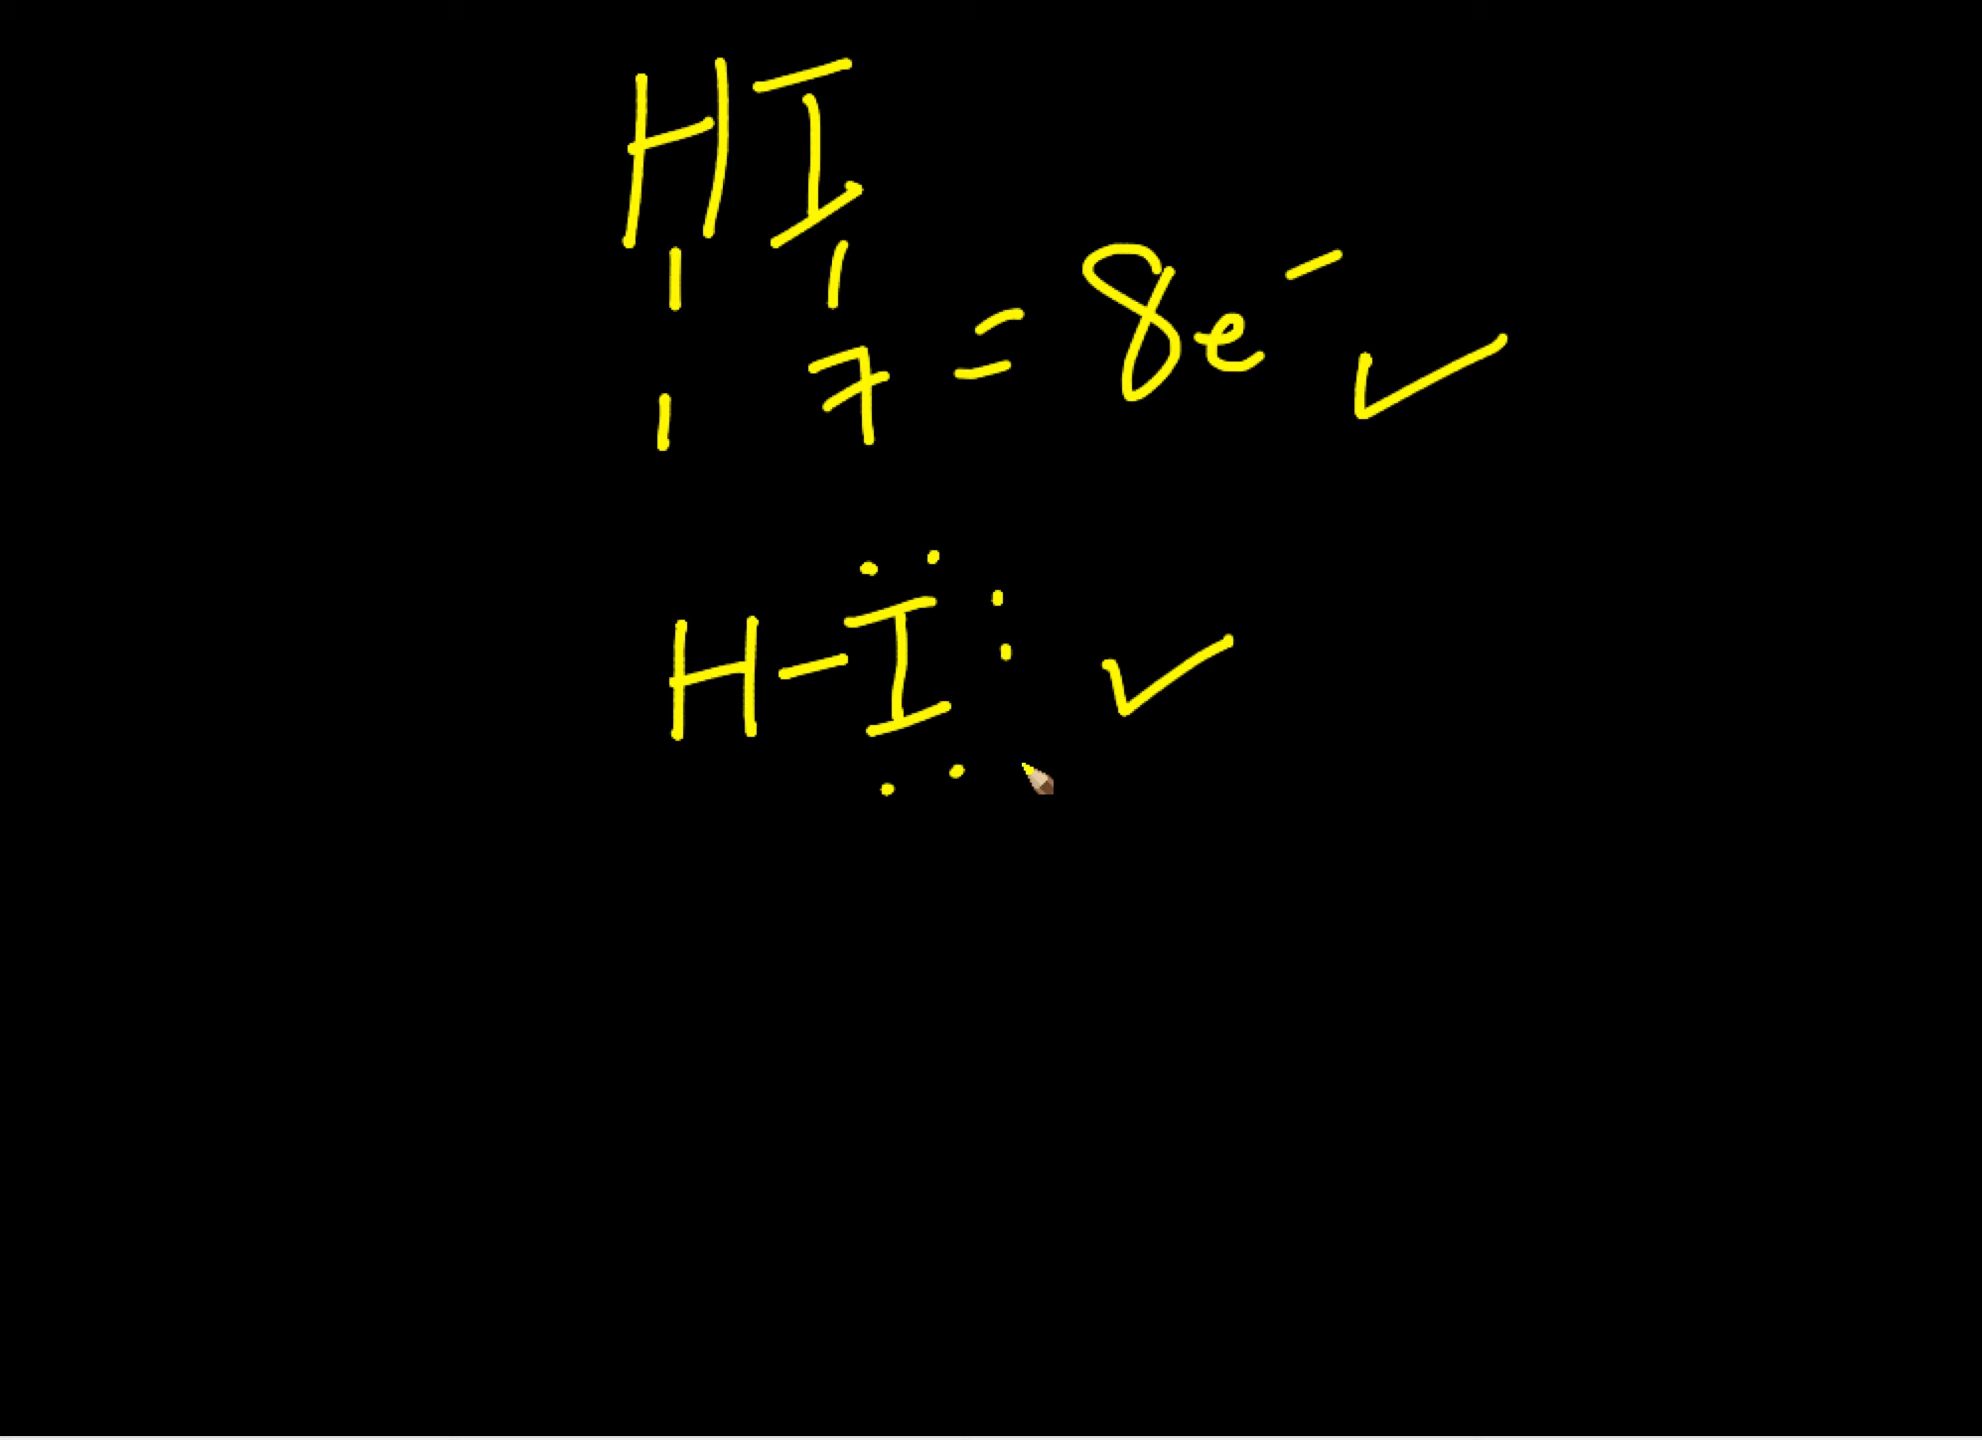 HI
1 7 = 8e⁻ ✓
H-I ✓